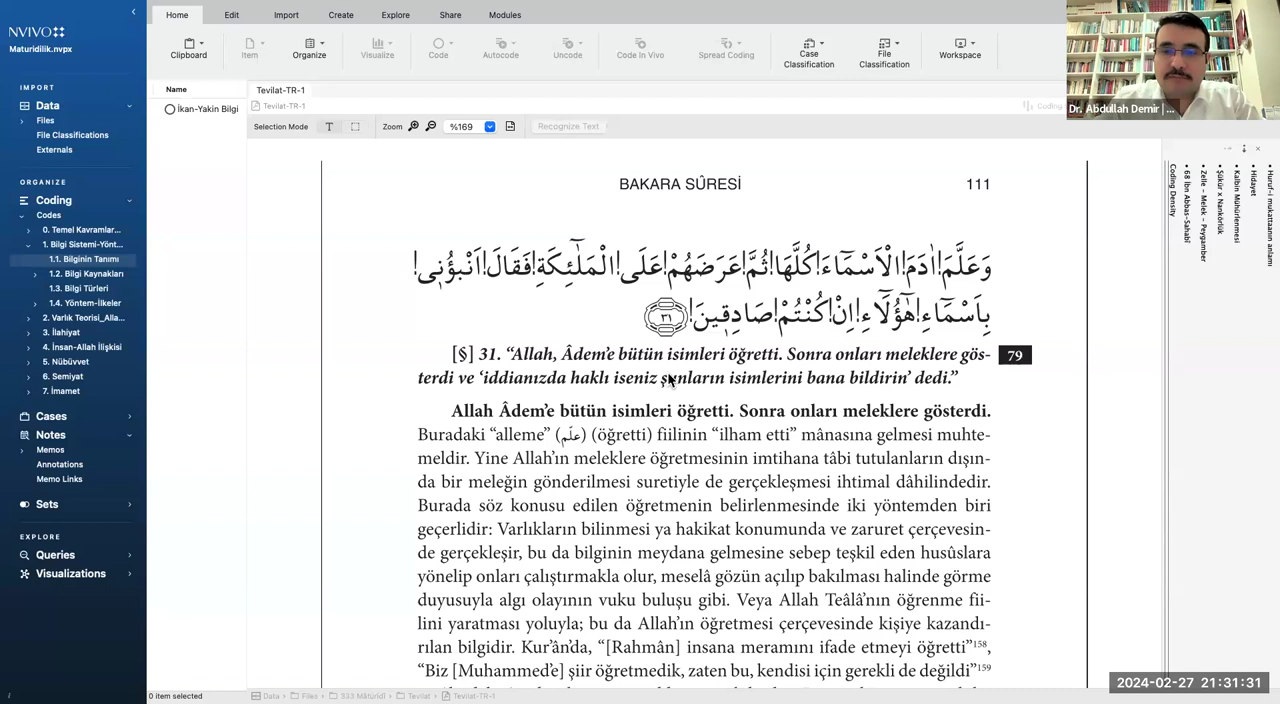 Home
Edit
Import
Create
Explore
Share
Modules
NVIVO
Maturidilik.nvpx
Clipboard
Item
Organize
Visualize
Code
Autocode
Uncode
Code In Vivo
Spread Coding
Case Classification
File Classification
Workspace
Dr. Abdullah Demir | ...
IMPORT
Data
Files
File Classifications
Externals
ORGANIZE
Coding
Codes
0. Temel Kavramlar...
1. Bilgi Sistemi-Yönt...
1.1. Bilginin Tanımı
1.2. Bilgi Kaynakları
1.3. Bilgi Türleri
1.4. Yöntem-İlkeler
2. Varlık Teorisi_Alla...
3. İlahiyat
4. İnsan-Allah İlişkisi
5. Nübüvvet
6. Semiyat
7. İmamet
Cases
Notes
Memos
Annotations
Memo Links
Sets
EXPLORE
Queries
Visualizations
Name
İkan-Yakin Bilgi
0 item selected
Tevilat-TR-1
Tevilat-TR-1
Coding
Selection Mode
Zoom
%169
Recognize Text
BAKARA SÛRESİ 111
وَعَلَّمَ اٰدَمَ الْاَسْمَٓاءَ كُلَّهَا ثُمَّ عَرَضَهُمْ عَلَى الْمَلٰٓئِكَةِ فَقَالَ اَنْبِؤُ۫نٖى
بِاَسْمَٓاءِ هٰٓؤُلَٓاءِ اِنْ كُنْتُمْ صَادِقٖينَ ٣١
[§] 31. “Allah, Âdem’e bütün isimleri öğretti. Sonra onları meleklere gös-
79
terdi ve ‘iddianızda haklı iseniz şunların isimlerini bana bildirin’ dedi.”
Allah Âdem’e bütün isimleri öğretti. Sonra onları meleklere gösterdi.
Buradaki “alleme” (علّم) (öğretti) fiilinin “ilham etti” mânasına gelmesi muhte-
meldir. Yine Allah’ın meleklere öğretmesinin imtihana tâbi tutulanların dışın-
da bir meleğin gönderilmesi suretiyle de gerçekleşmesi ihtimal dâhilindedir.
Burada söz konusu edilen öğretmenin belirlenmesinde iki yöntemden biri
geçerlidir: Varlıkların bilinmesi ya hakikat konumunda ve zaruret çerçevesin-
de gerçekleşir, bu da bilginin meydana gelmesine sebep teşkil eden husûslara
yönelip onları çalıştırmakla olur, meselâ gözün açılıp bakılması halinde görme
duyusuyla algı olayının vuku buluşu gibi. Veya Allah Teâlâ’nın öğrenme fii-
lini yaratması yoluyla; bu da Allah’ın öğretmesi çerçevesinde kişiye kazandı-
rılan bilgidir. Kur’ân’da, “[Rahmân] insana meramını ifade etmeyi öğretti”158,
“Biz [Muhammed’e] şiir öğretmedik, zaten bu, kendisi için gerekli de değildi”159
Data > Files > 333 Mâtürîdî > Tevilat > Tevilat-TR-1
Huruf-i mukattaanın anlamı
Hidayet
Kalbin Mühürlenmesi
Şükür x Nankörlük
Zelle – Melek – Peygamber
68 İbn Abbas-Sahabî
Coding Density
2024-02-27 21:31:31